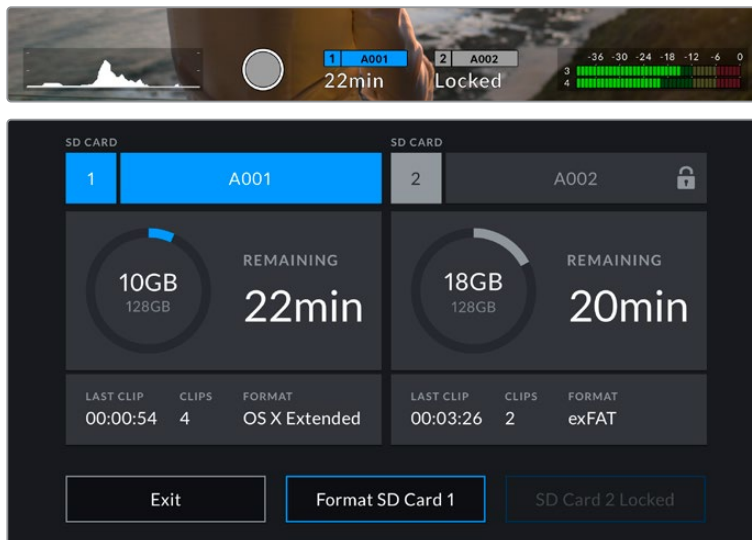 -36 -30 -24 -18 -12 -6 0
1 A001 2 A002
22min Locked
3
4
SD CARD SD CARD
1 A001 2 A002
10GB
128GB
REMAINING
22min
18GB
128GB
REMAINING
20min
LAST CLIP CLIPS FORMAT
00:00:54 4 OS X Extended
LAST CLIP CLIPS FORMAT
00:03:26 2 exFAT
Exit Format SD Card 1 SD Card 2 Locked